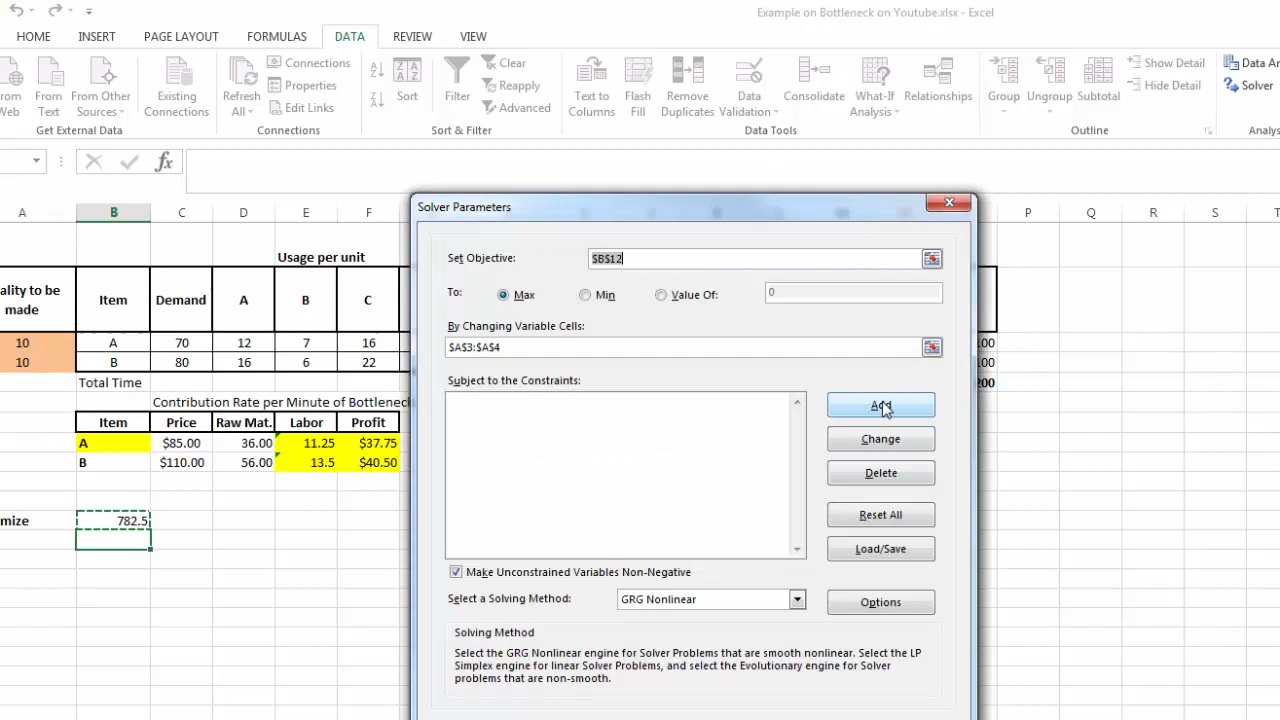 Example on Bottleneck on Youtube.xlsx - Excel
HOME INSERT PAGE LAYOUT FORMULAS DATA REVIEW VIEW
Connections Clear Show Detail
From Existing Refresh Properties Sort Filter Reapply Text to Flash Remove Data Consolidate What-If Relationships Group Ungroup Subtotal Hide Detail Solver
Web Text From Other Sources Connections All Edit Links Advanced Columns Fill Duplicates Validation Analysis
Get External Data Connections Sort & Filter Data Tools Outline
A B C D E F P Q R S T
Solver Parameters
Usage per unit
Set Objective: $B$12
to be made Item Demand A B C
To: Max Min Value Of: 0
By Changing Variable Cells:
10 A 70 12 7 16 $A$3:$A$4
10 B 80 16 6 22
Total Time
Subject to the Constraints:
Contribution Rate per Minute of Bottleneck
Add
Item Price Raw Mat. Labor Profit
A $85.00 36.00 11.25 $37.75 Change
B $110.00 56.00 13.5 $40.50
Delete
782.5
Reset All
Load/Save
Make Unconstrained Variables Non-Negative
Select a Solving Method: GRG Nonlinear Options
Solving Method
Select the GRG Nonlinear engine for Solver Problems that are smooth nonlinear. Select the LP
Simplex engine for linear Solver Problems, and select the Evolutionary engine for Solver
problems that are non-smooth.